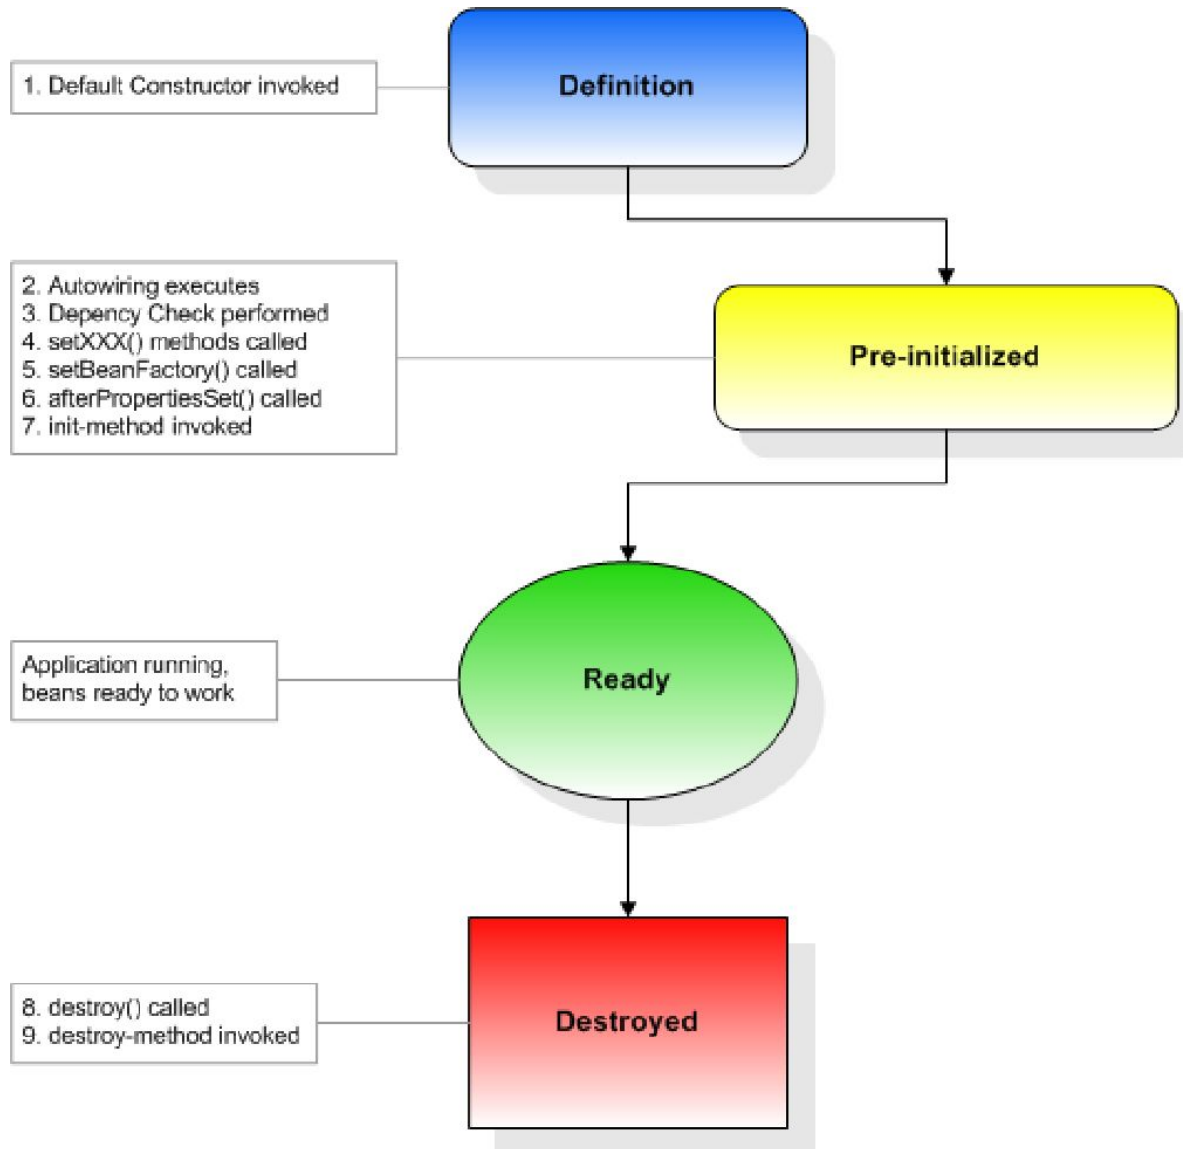 1. Default Constructor invoked
Definition
2. Autowiring executes
3. Depency Check performed
4. setXXX() methods called
5. setBeanFactory() called
6. afterPropertiesSet() called
7. init-method invoked
Pre-initialized
Application running,
beans ready to work
Ready
8. destroy() called
9. destroy-method invoked
Destroyed